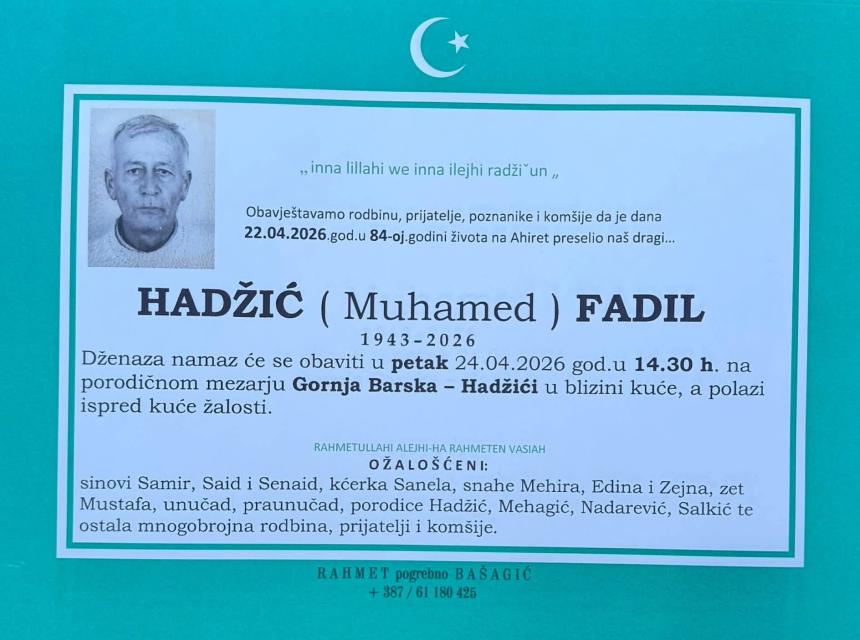 „inna lillahi we inna ilejhi radžiˇun „
Obavještavamo rodbinu, prijatelje, poznanike i komšije da je dana
22.04.2026.god.u 84-oj.godini života na Ahiret preselio naš dragi...
HADŽIĆ ( Muhamed ) FADIL
1943-2026
Dženaza namaz će se obaviti u petak 24.04.2026 god.u 14.30 h. na
porodičnom mezarju Gornja Barska – Hadžići u blizini kuće, a polazi
ispred kuće žalosti.
RAHMETULLAHI ALEJHI-HA RAHMETEN VASIAH
OŽALOŠĆENI:
sinovi Samir, Said i Senaid, kćerka Sanela, snahe Mehira, Edina i Zejna, zet
Mustafa, unučad, praunučad, porodice Hadžić, Mehagić, Nadarević, Salkić te
ostala mnogobrojna rodbina, prijatelji i komšije.
RAHMET pogrebno BAŠAGIĆ
+ 387 / 61 180 425